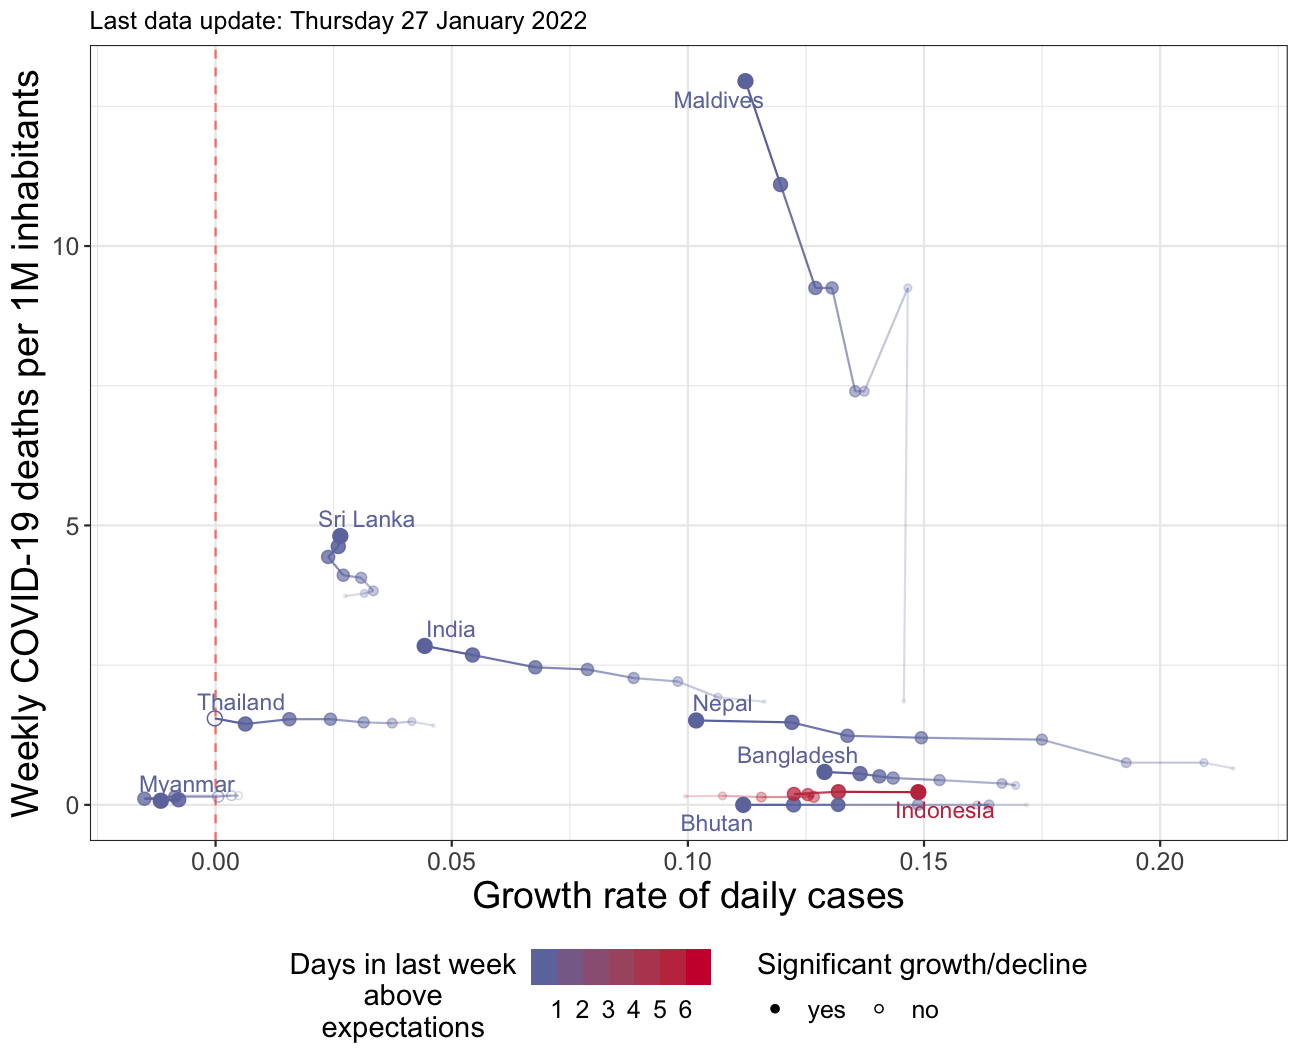 Last data update: Thursday 27 January 2022
Weekly COVID-19 deaths per 1M inhabitants
10
5
0
Maldives
Sri Lanka
India
Thailand
Nepal
Bangladesh
Myanmar
Indonesia
Bhutan
0.00 0.05 0.10 0.15 0.20
Growth rate of daily cases
Days in last week
above
expectations
1 2 3 4 5 6
Significant growth/decline
yes no